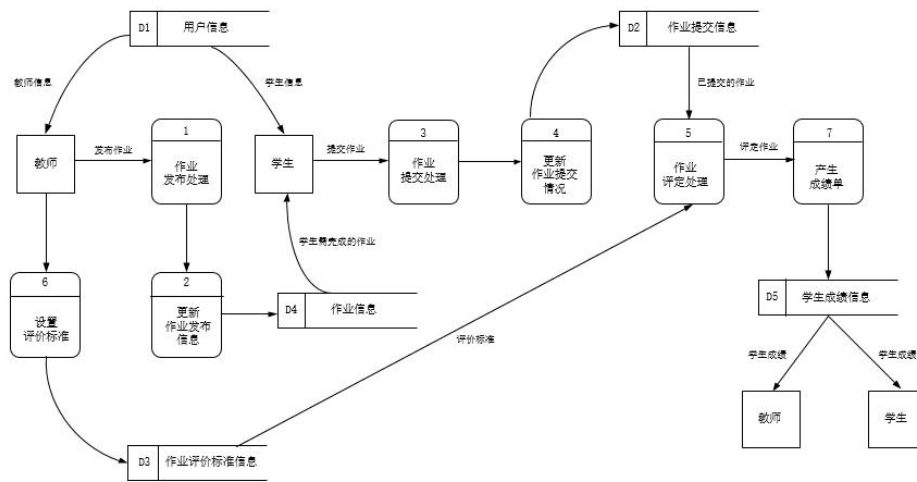 D1 用户信息
D2 作业提交信息
教师信息
学生信息
已提交的作业
教师
发布作业
1
作业
发布处理
学生
提交作业
3
作业
提交处理
4
更新
作业提交
情况
5
作业
评定处理
评定作业
7
产生
成绩单
学生需完成的作业
6
设置
评价标准
2
更新
作业发布
信息
D4 作业信息
D5 学生成绩信息
评价标准
学生成绩
学生成绩
教师
学生
D3 作业评价标准信息